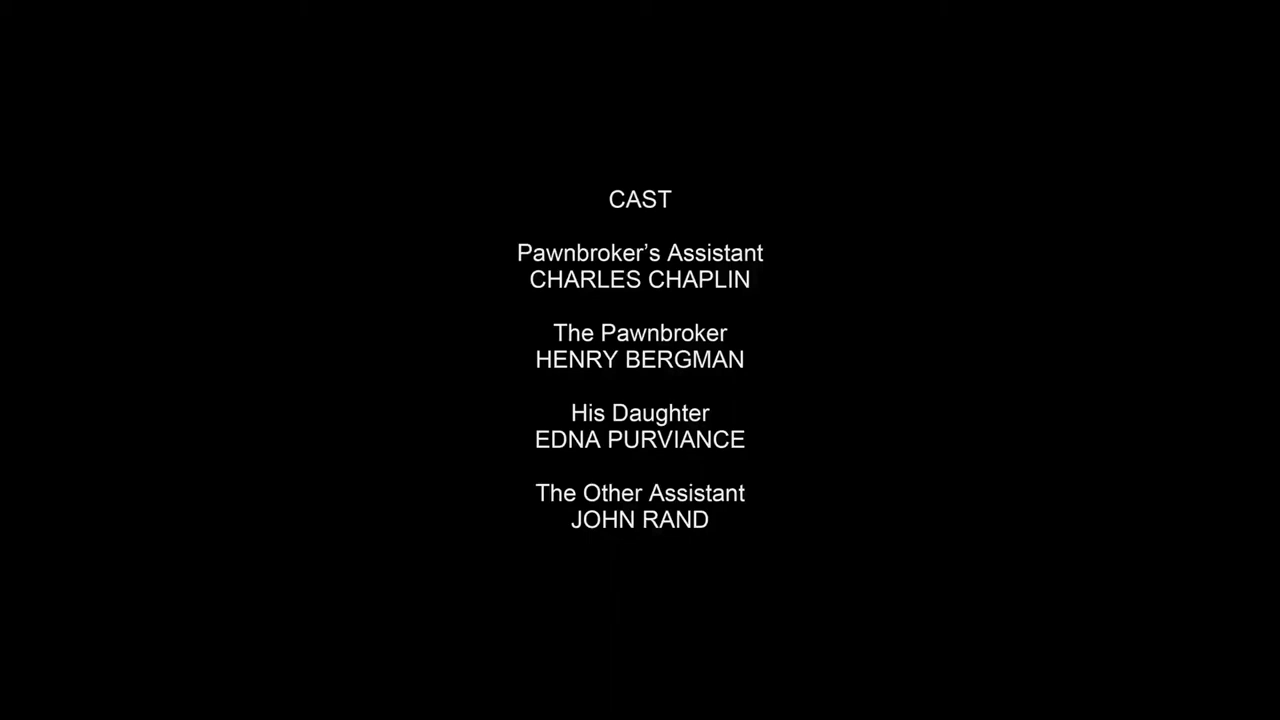 CAST
Pawnbroker’s Assistant
CHARLES CHAPLIN
The Pawnbroker
HENRY BERGMAN
His Daughter
EDNA PURVIANCE
The Other Assistant
JOHN RAND